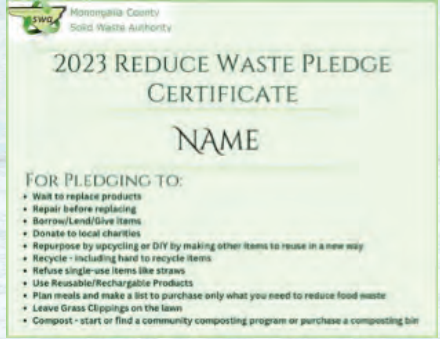 swa
Monongalia County
Solid Waste Authority
2023 REDUCE WASTE PLEDGE
CERTIFICATE
NAME
FOR PLEDGING TO:
• Wait to replace products
• Repair before replacing
• Borrow/Lend/Give items
• Donate to local charities
• Repurpose by upcycling or DIY by making other items to reuse in a new way
• Recycle - including hard to recycle items
• Refuse single-use items like straws
• Use Reusable/Rechargable Products
• Plan meals and make a list to purchase only what you need to reduce food waste
• Leave Grass Clippings on the lawn
• Compost - start or find a community composting program or purchase a composting bin